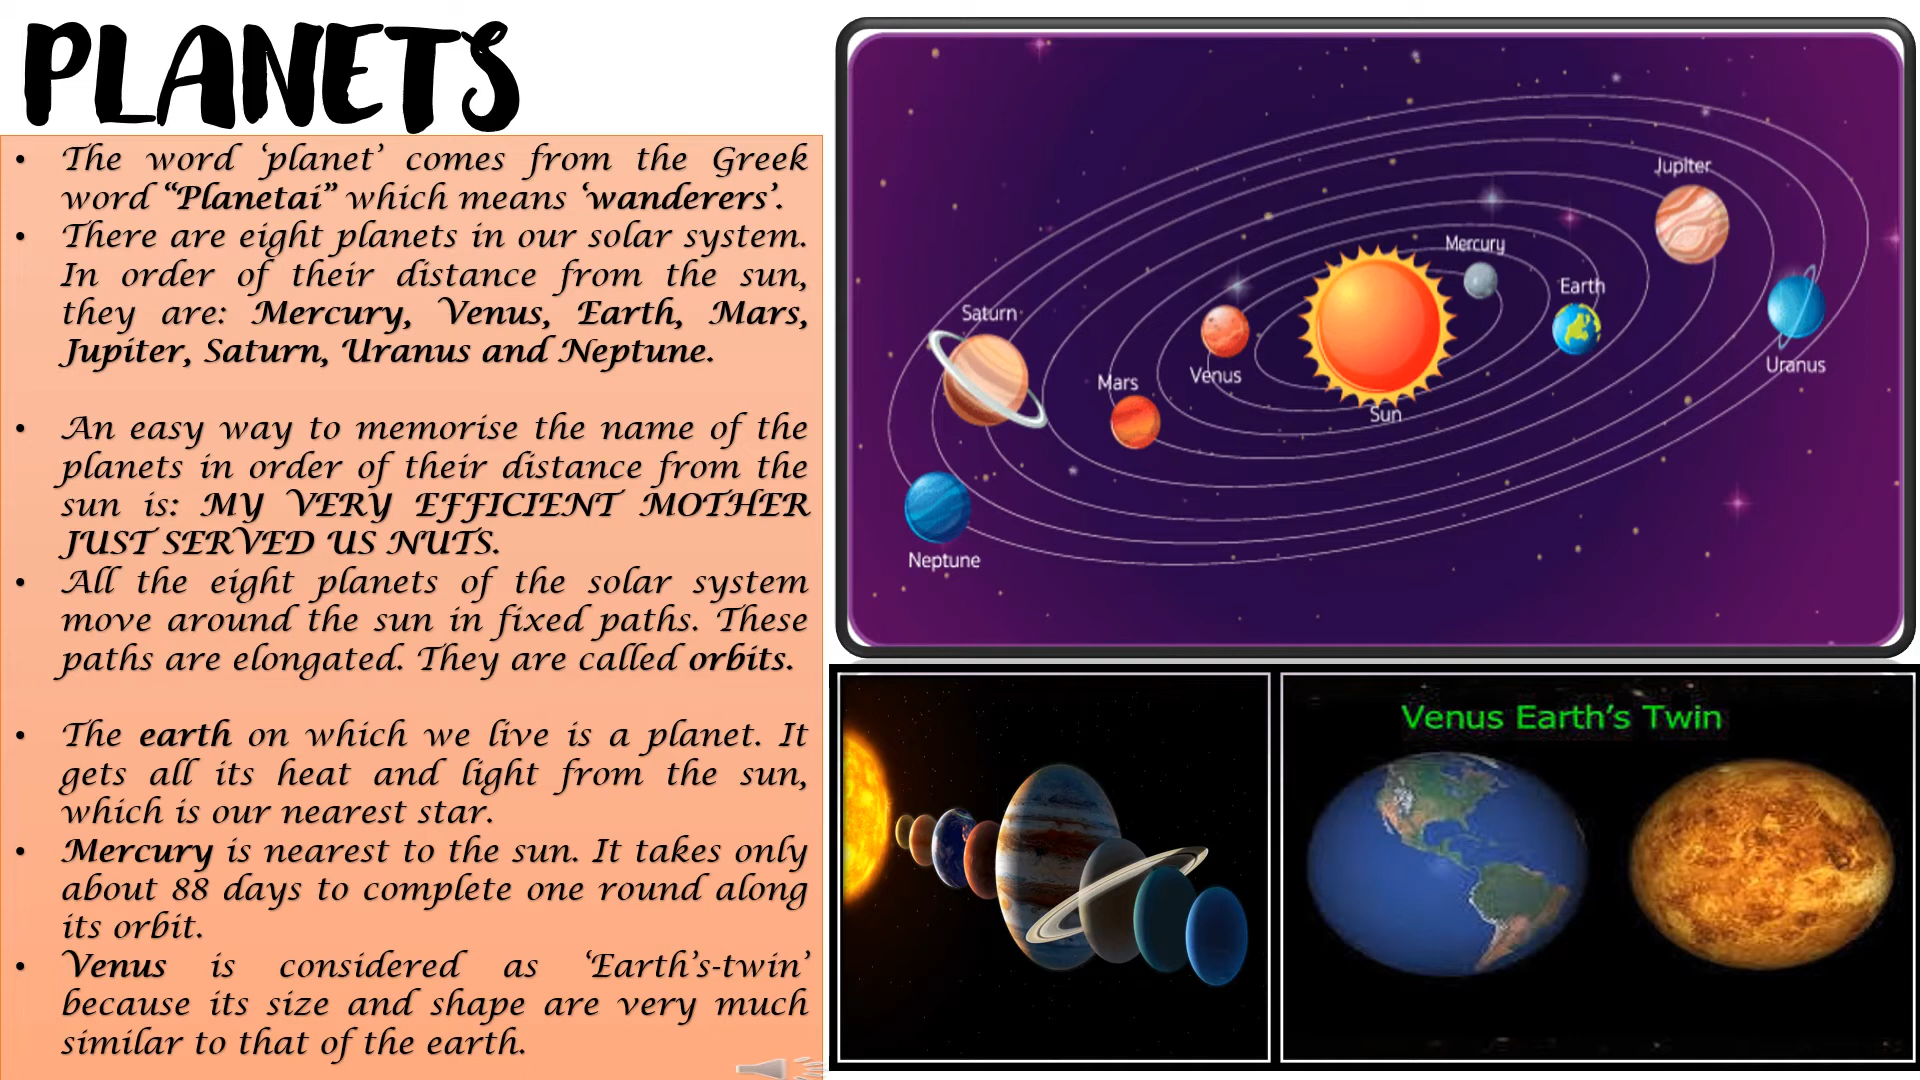 PLANETS
• The word ‘planet’ comes from the Greek
word “Planetai” which means ‘wanderers’.
• There are eight planets in our solar system.
In order of their distance from the sun,
they are: Mercury, Venus, Earth, Mars,
Jupiter, Saturn, Uranus and Neptune.
• An easy way to memorise the name of the
planets in order of their distance from the
sun is: MY VERY EFFICIENT MOTHER
JUST SERVED US NUTS.
• All the eight planets of the solar system
move around the sun in fixed paths. These
paths are elongated. They are called orbits.
• The earth on which we live is a planet. It
gets all its heat and light from the sun,
which is our nearest star.
• Mercury is nearest to the sun. It takes only
about 88 days to complete one round along
its orbit.
• Venus is considered as ‘Earth’s-twin’
because its size and shape are very much
similar to that of the earth.
Jupiter
Mercury
Earth
Saturn
Uranus
Venus
Mars
Sun
Neptune
Venus Earth’s Twin